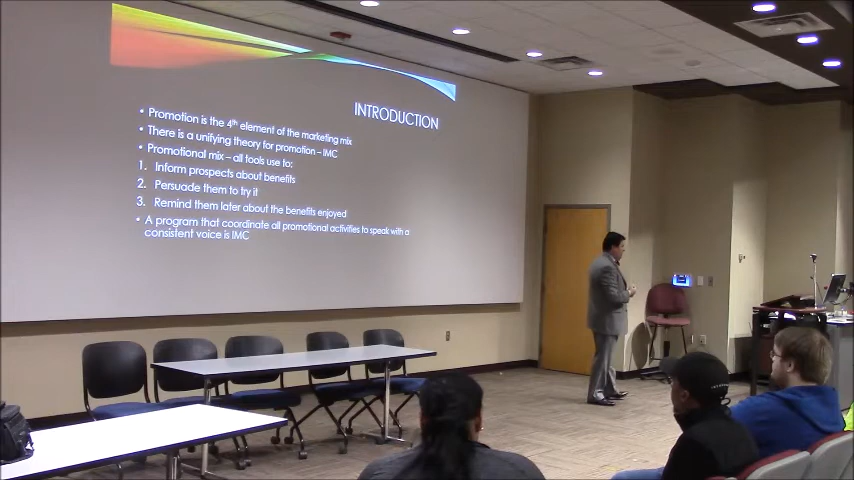 INTRODUCTION
• Promotion is the 4th element of the marketing mix
• There is a unifying theory for promotion – IMC
• Promotional mix – all tools use to:
1. Inform prospects about benefits
2. Persuade them to try it
3. Remind them later about the benefits enjoyed
• A program that coordinate all promotional activities to speak with a
consistent voice is IMC